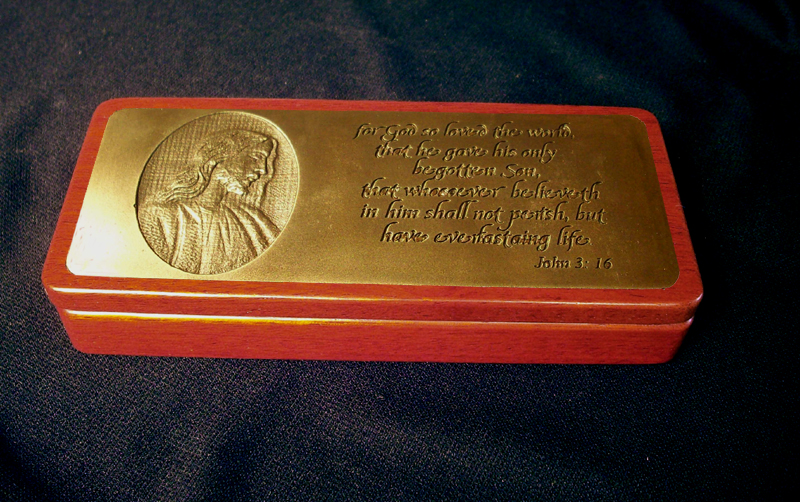 for God so loved the world,
that he gave his only
begotten Son,
that whosoever believeth
in him shall not perish, but
have everlastaing life.
John 3: 16